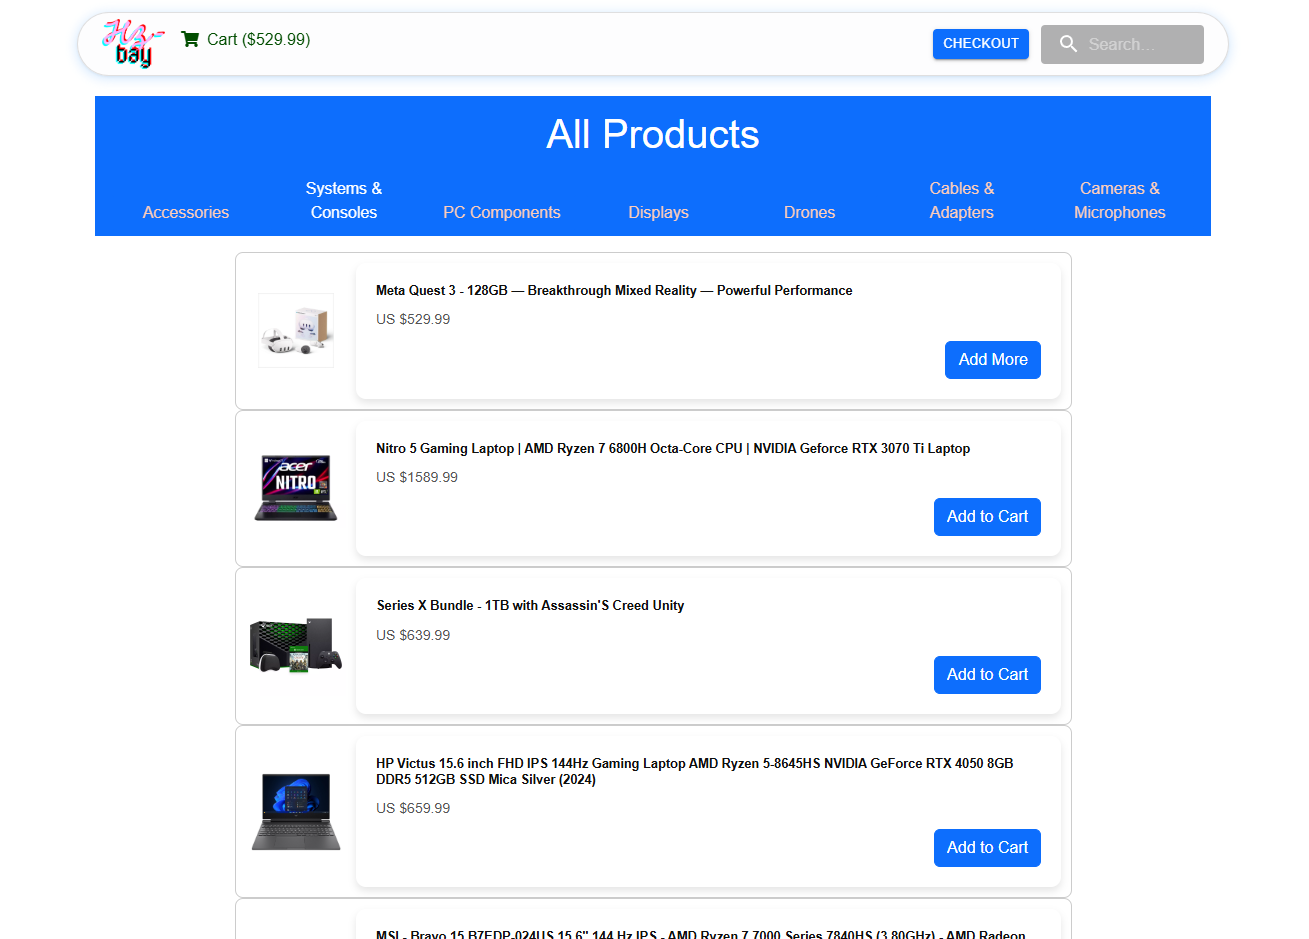 Hz-
bay
Cart ($529.99)
CHECKOUT
Search...
All Products
Accessories
Systems &
Consoles
PC Components
Displays
Drones
Cables &
Adapters
Cameras &
Microphones
Meta Quest 3 - 128GB — Breakthrough Mixed Reality — Powerful Performance
US $529.99
Add More
acer
NITRO
Nitro 5 Gaming Laptop | AMD Ryzen 7 6800H Octa-Core CPU | NVIDIA Geforce RTX 3070 Ti Laptop
US $1589.99
Add to Cart
Series X Bundle - 1TB with Assassin'S Creed Unity
US $639.99
Add to Cart
HP Victus 15.6 inch FHD IPS 144Hz Gaming Laptop AMD Ryzen 5-8645HS NVIDIA GeForce RTX 4050 8GB
DDR5 512GB SSD Mica Silver (2024)
US $659.99
Add to Cart
MSI - Bravo 15 B7EDP-024US 15.6" 144 Hz IPS - AMD Ryzen 7 7000 Series 7840HS (3.80GHz) - AMD Radeon